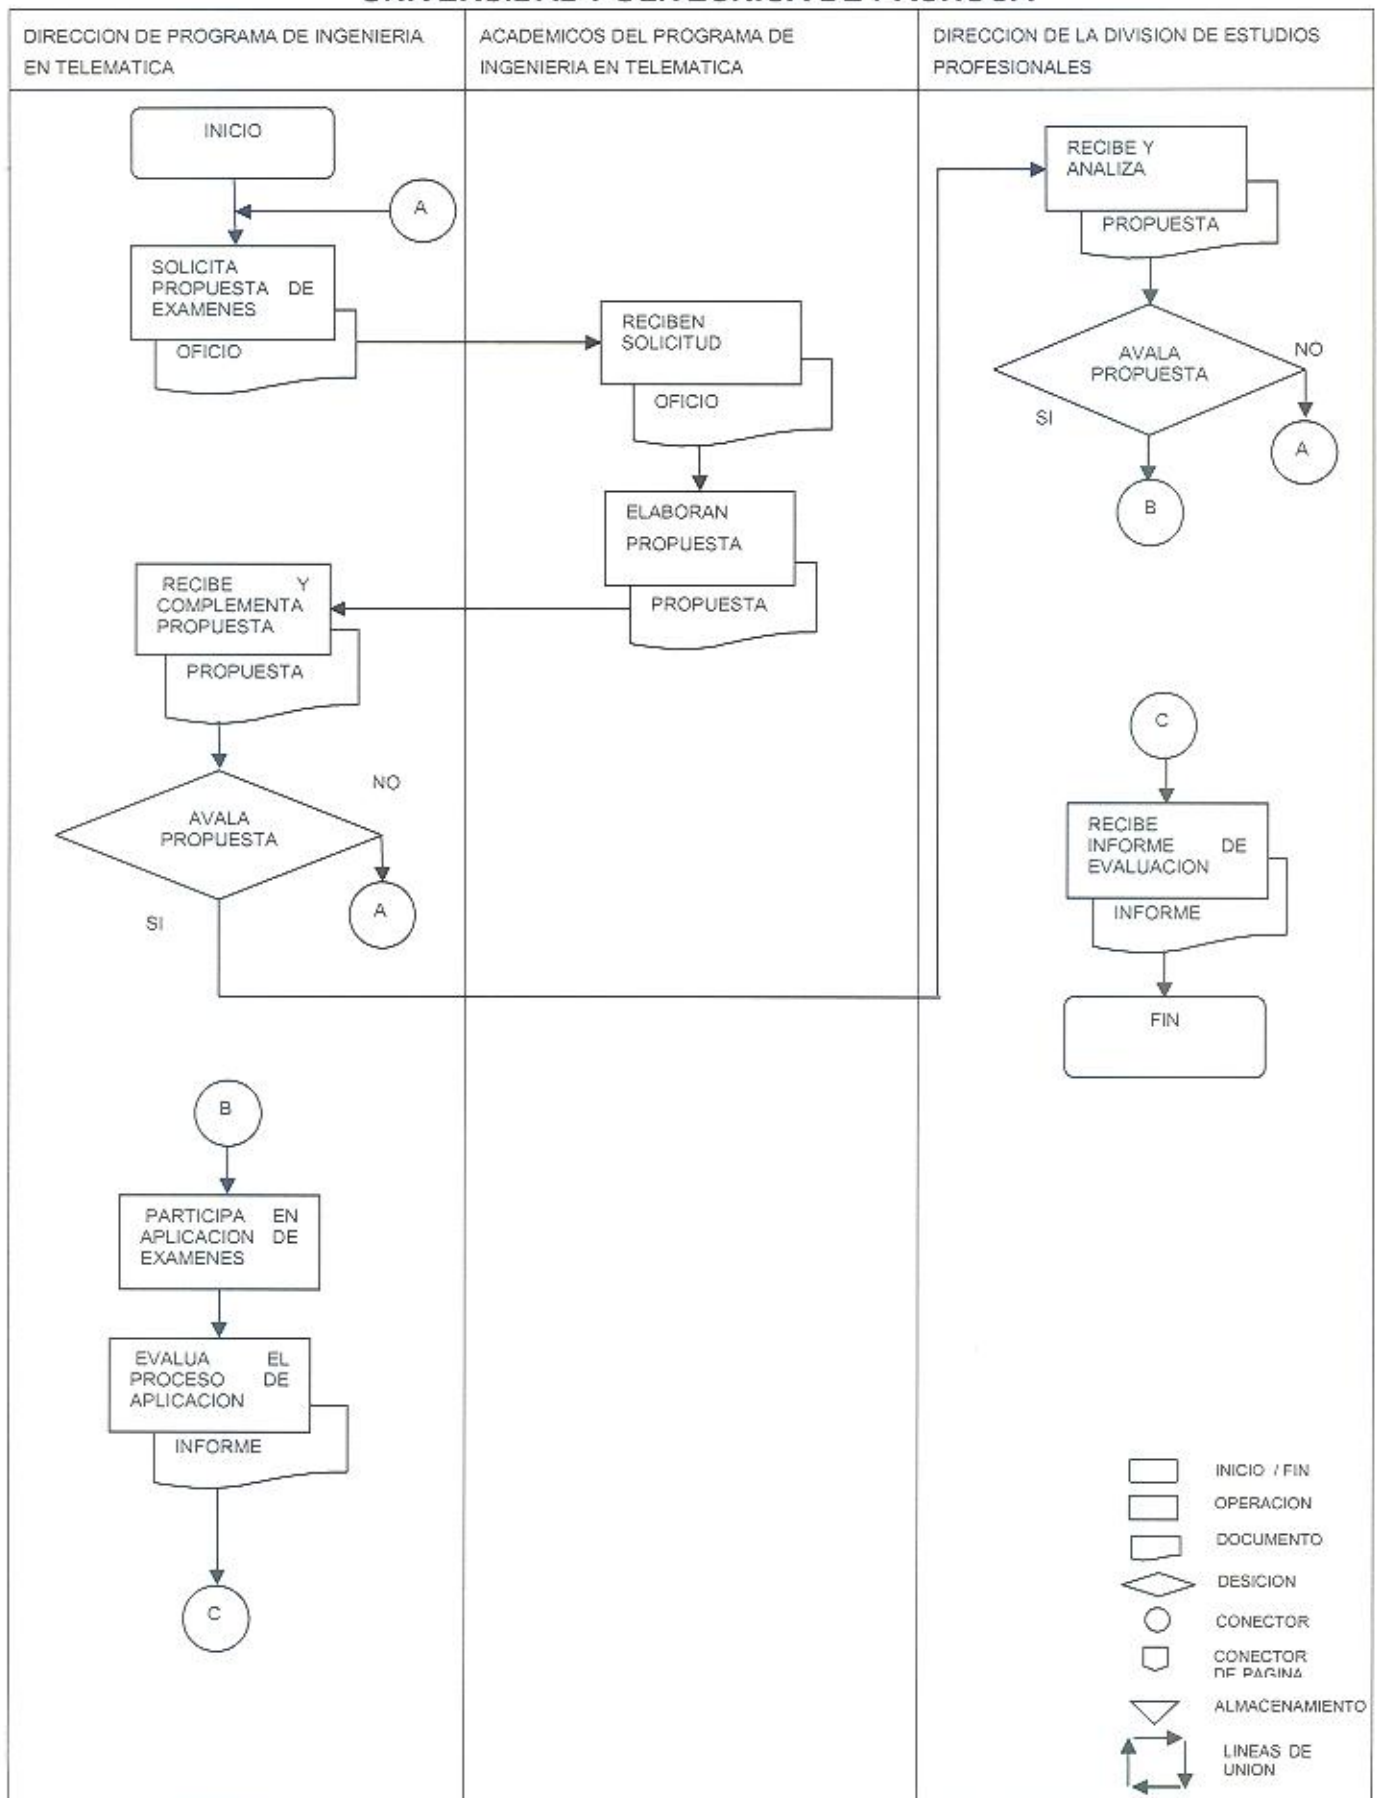 DIRECCION DE PROGRAMA DE INGENIERIA
EN TELEMATICA
ACADEMICOS DEL PROGRAMA DE
INGENIERIA EN TELEMATICA
DIRECCION DE LA DIVISION DE ESTUDIOS
PROFESIONALES
INICIO
A
SOLICITA
PROPUESTA DE
EXAMENES
OFICIO
RECIBE Y
COMPLEMENTA
PROPUESTA
PROPUESTA
AVALA
PROPUESTA
NO
SI
A
B
PARTICIPA EN
APLICACION DE
EXAMENES
EVALUA EL
PROCESO DE
APLICACION
INFORME
C
RECIBEN
SOLICITUD
OFICIO
ELABORAN
PROPUESTA
PROPUESTA
RECIBE Y
ANALIZA
PROPUESTA
AVALA
PROPUESTA
NO
SI
A
B
C
RECIBE
INFORME DE
EVALUACION
INFORME
FIN
INICIO / FIN
OPERACION
DOCUMENTO
DESICION
CONECTOR
CONECTOR
DE PAGINA
ALMACENAMIENTO
LINEAS DE
UNION